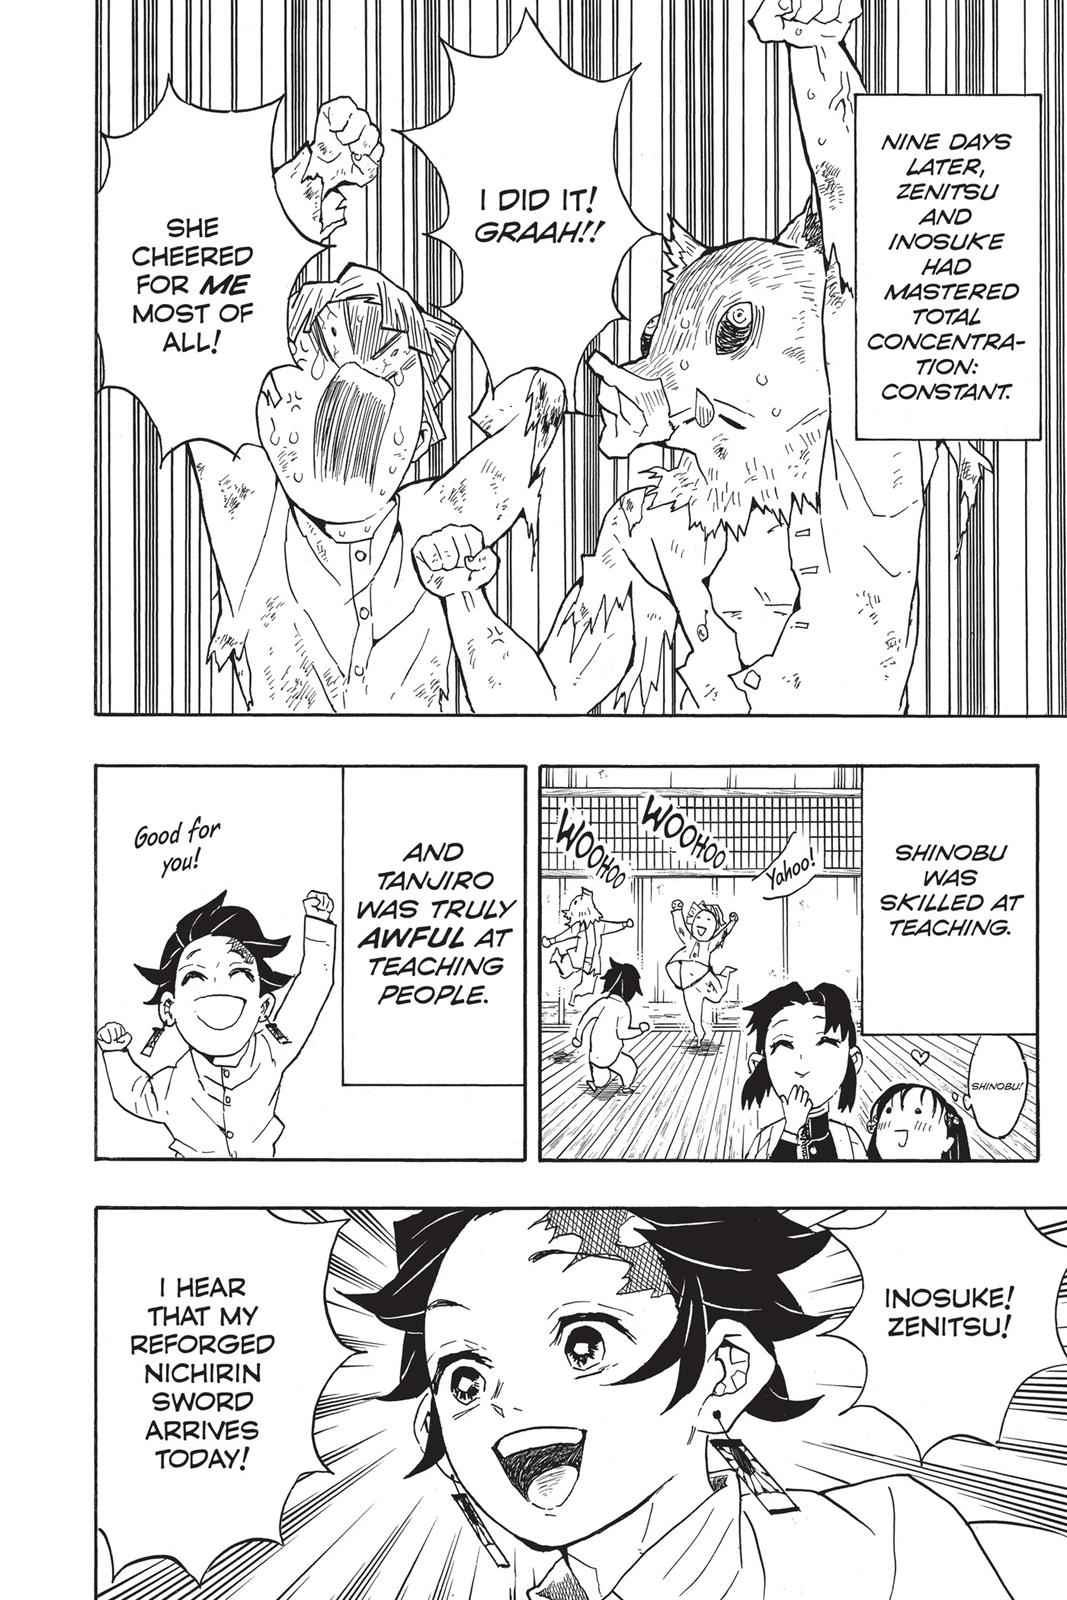 NINE DAYS
LATER,
ZENITSU
AND
INOSUKE
HAD
MASTERED
TOTAL
CONCENTRA-
TION:
CONSTANT.
I DID IT!
GRAAH!!
SHE
CHEERED
FOR ME
MOST OF
ALL!
SHINOBU
WAS
SKILLED AT
TEACHING.
WOOHOO
WOOHOO
Yahoo!
SHINOBU!
AND
TANJIRO
WAS TRULY
AWFUL AT
TEACHING
PEOPLE.
Good for
you!
INOSUKE!
ZENITSU!
I HEAR
THAT MY
REFORGED
NICHIRIN
SWORD
ARRIVES
TODAY!